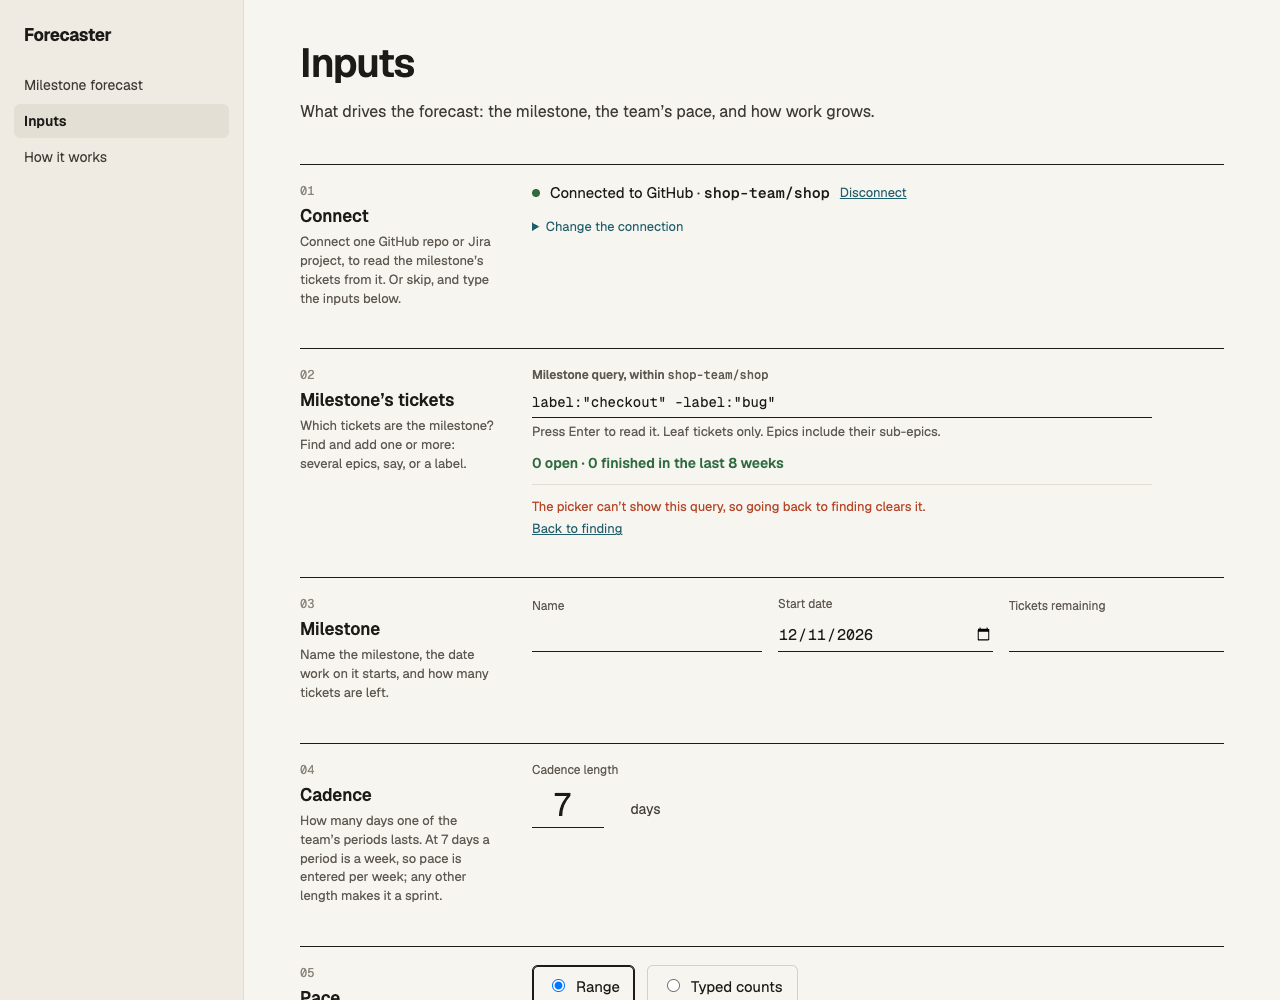 Forecaster
Milestone forecast
Inputs
How it works
Inputs
What drives the forecast: the milestone, the team’s pace, and how work grows.
01
Connect
Connect one GitHub repo or Jira
project, to read the milestone’s
tickets from it. Or skip, and type
the inputs below.
Connected to GitHub · shop-team/shop Disconnect
Change the connection
02
Milestone’s tickets
Which tickets are the milestone?
Find and add one or more:
several epics, say, or a label.
Milestone query, within shop-team/shop
label:"checkout" -label:"bug"
Press Enter to read it. Leaf tickets only. Epics include their sub-epics.
0 open · 0 finished in the last 8 weeks
The picker can’t show this query, so going back to finding clears it.
Back to finding
03
Milestone
Name the milestone, the date
work on it starts, and how many
tickets are left.
Name
Start date
12/11/2026
Tickets remaining
04
Cadence
How many days one of the
team’s periods lasts. At 7 days a
period is a week, so pace is
entered per week; any other
length makes it a sprint.
Cadence length
7 days
05
Pace
Range
Typed counts